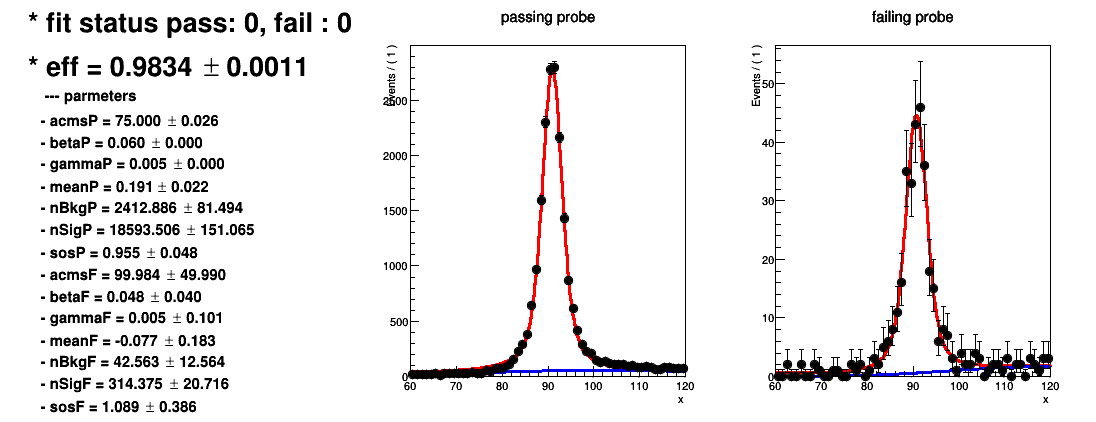 * fit status pass: 0, fail : 0
* eff = 0.9834 ± 0.0011
--- parmeters
- acmsP = 75.000 ± 0.026
- betaP = 0.060 ± 0.000
- gammaP = 0.005 ± 0.000
- meanP = 0.191 ± 0.022
- nBkgP = 2412.886 ± 81.494
- nSigP = 18593.506 ± 151.065
- sosP = 0.955 ± 0.048
- acmsF = 99.984 ± 49.990
- betaF = 0.048 ± 0.040
- gammaF = 0.005 ± 0.101
- meanF = -0.077 ± 0.183
- nBkgF = 42.563 ± 12.564
- nSigF = 314.375 ± 20.716
- sosF = 1.089 ± 0.386
passing probe
Events / ( 1 )
2500
2000
1500
1000
500
0
60 70 80 90 100 110 120
x
failing probe
Events / ( 1 )
50
40
30
20
10
0
60 70 80 90 100 110 120
x